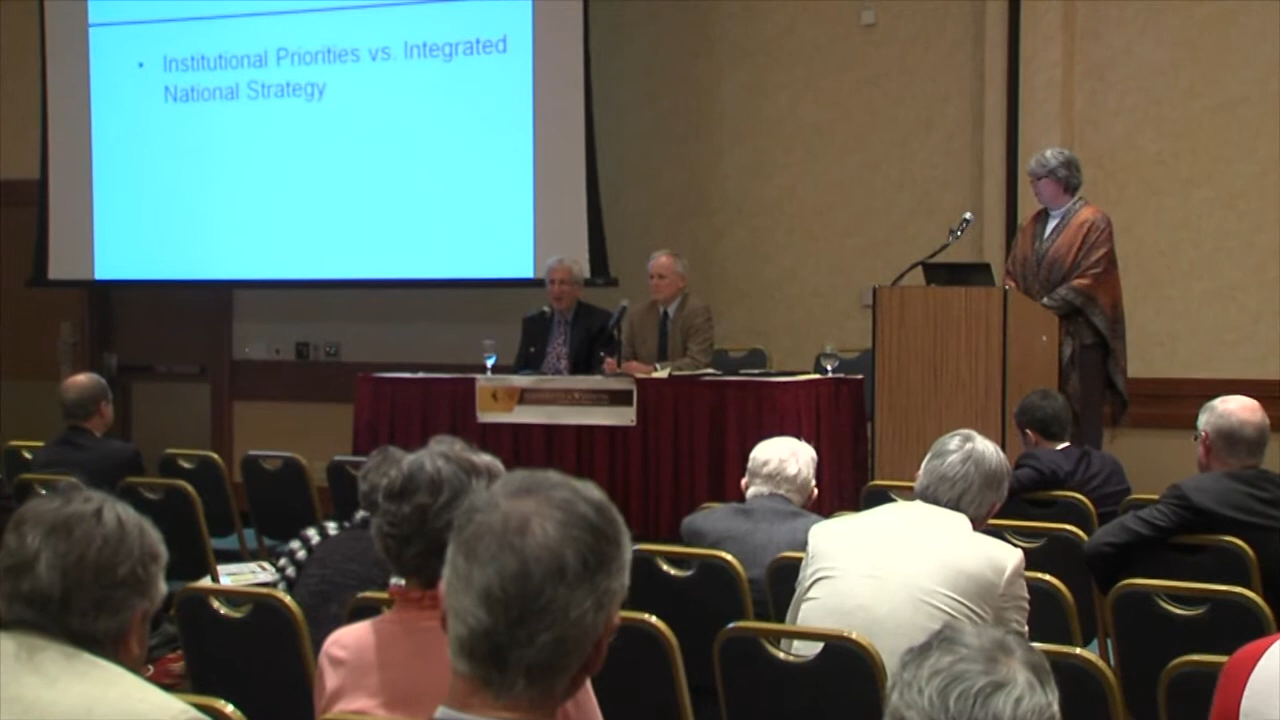 • Institutional Priorities vs. Integrated
National Strategy